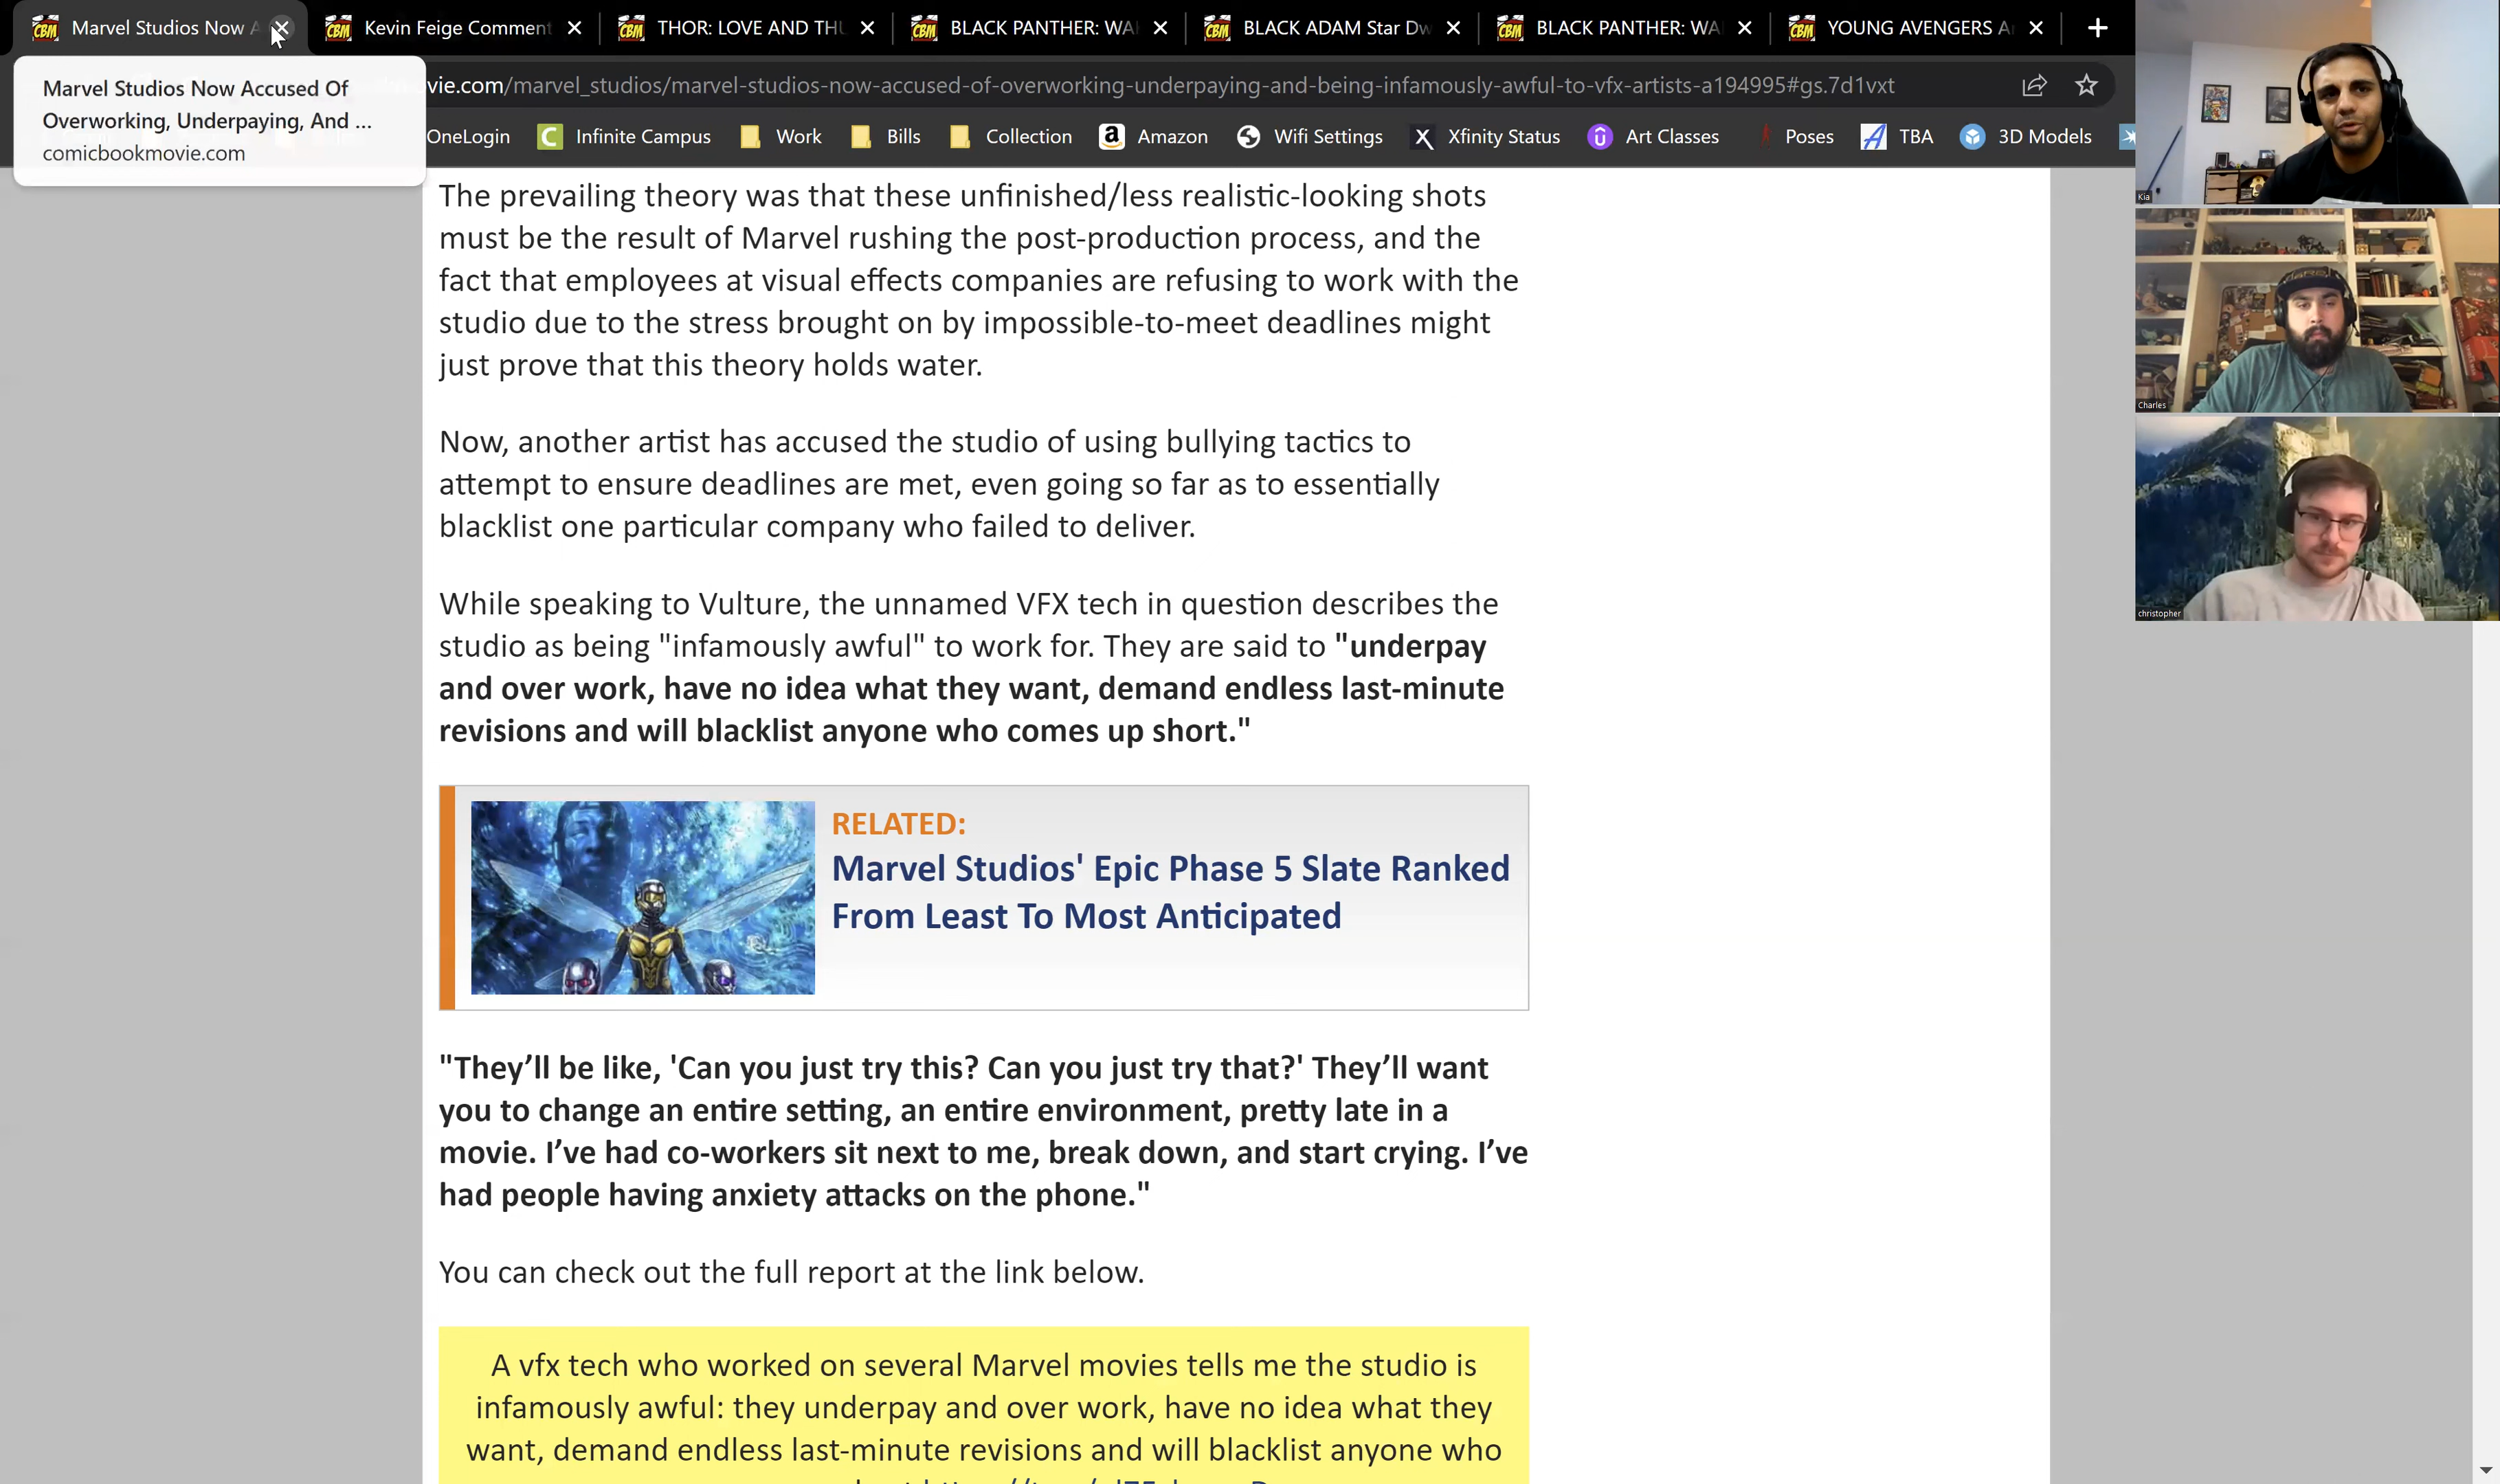 Marvel Studios Now A
Kevin Feige Comment
THOR: LOVE AND THU
BLACK PANTHER: WA
BLACK ADAM Star Dw
BLACK PANTHER: WA
YOUNG AVENGERS A
Marvel Studios Now Accused Of
Overworking, Underpaying, And ...
comicbookmovie.com
vie.com/marvel_studios/marvel-studios-now-accused-of-overworking-underpaying-and-being-infamously-awful-to-vfx-artists-a194995#gs.7d1vxt
OneLogin
Infinite Campus
Work
Bills
Collection
Amazon
Wifi Settings
Xfinity Status
Art Classes
Poses
TBA
3D Models
Kia
Charles
christopher
The prevailing theory was that these unfinished/less realistic-looking shots
must be the result of Marvel rushing the post-production process, and the
fact that employees at visual effects companies are refusing to work with the
studio due to the stress brought on by impossible-to-meet deadlines might
just prove that this theory holds water.
Now, another artist has accused the studio of using bullying tactics to
attempt to ensure deadlines are met, even going so far as to essentially
blacklist one particular company who failed to deliver.
While speaking to Vulture, the unnamed VFX tech in question describes the
studio as being "infamously awful" to work for. They are said to "underpay
and over work, have no idea what they want, demand endless last-minute
revisions and will blacklist anyone who comes up short."
RELATED:
Marvel Studios' Epic Phase 5 Slate Ranked
From Least To Most Anticipated
"They’ll be like, 'Can you just try this? Can you just try that?' They’ll want
you to change an entire setting, an entire environment, pretty late in a
movie. I’ve had co-workers sit next to me, break down, and start crying. I’ve
had people having anxiety attacks on the phone."
You can check out the full report at the link below.
A vfx tech who worked on several Marvel movies tells me the studio is
infamously awful: they underpay and over work, have no idea what they
want, demand endless last-minute revisions and will blacklist anyone who